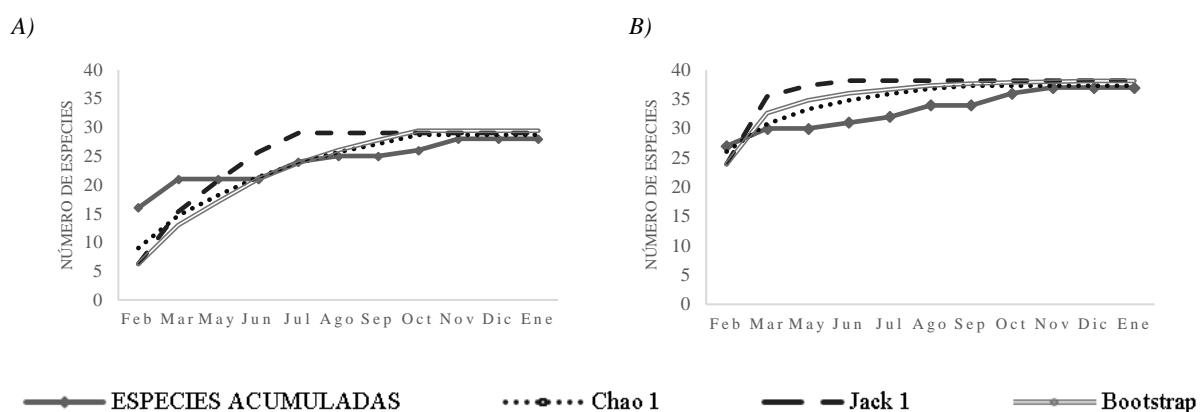 A)
NÚMERO DE ESPECIES
40
35
30
25
20
15
10
5
0
Feb Mar May Jun Jul Ago Sep Oct Nov Dic Ene
B)
NÚMERO DE ESPECIES
40
35
30
25
20
15
10
5
0
Feb Mar May Jun Jul Ago Sep Oct Nov Dic Ene
ESPECIES ACUMULADAS Chao 1 Jack 1 Bootstrap